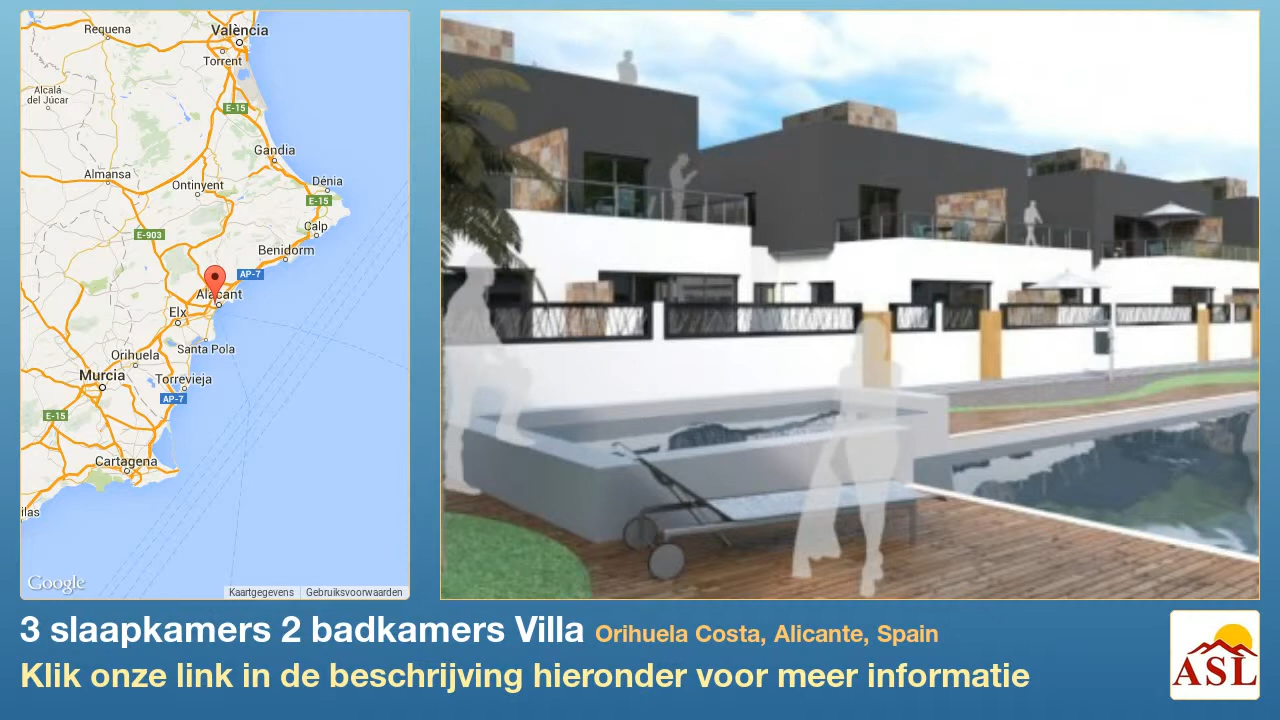 Requena
València
Torrent
Alcalá
del Júcar
E-15
Gandia
Almansa
Ontinyent
Dénia
E-15
Calp
E-903
Benidorm
AP-7
Alacant
Elx
Santa Pola
Orihuela
Murcia
Torrevieja
AP-7
E-15
Cartagena
ilas
Google
Kaartgegevens Gebruiksvoorwaarden
3 slaapkamers 2 badkamers Villa Orihuela Costa, Alicante, Spain
Klik onze link in de beschrijving hieronder voor meer informatie
ASL